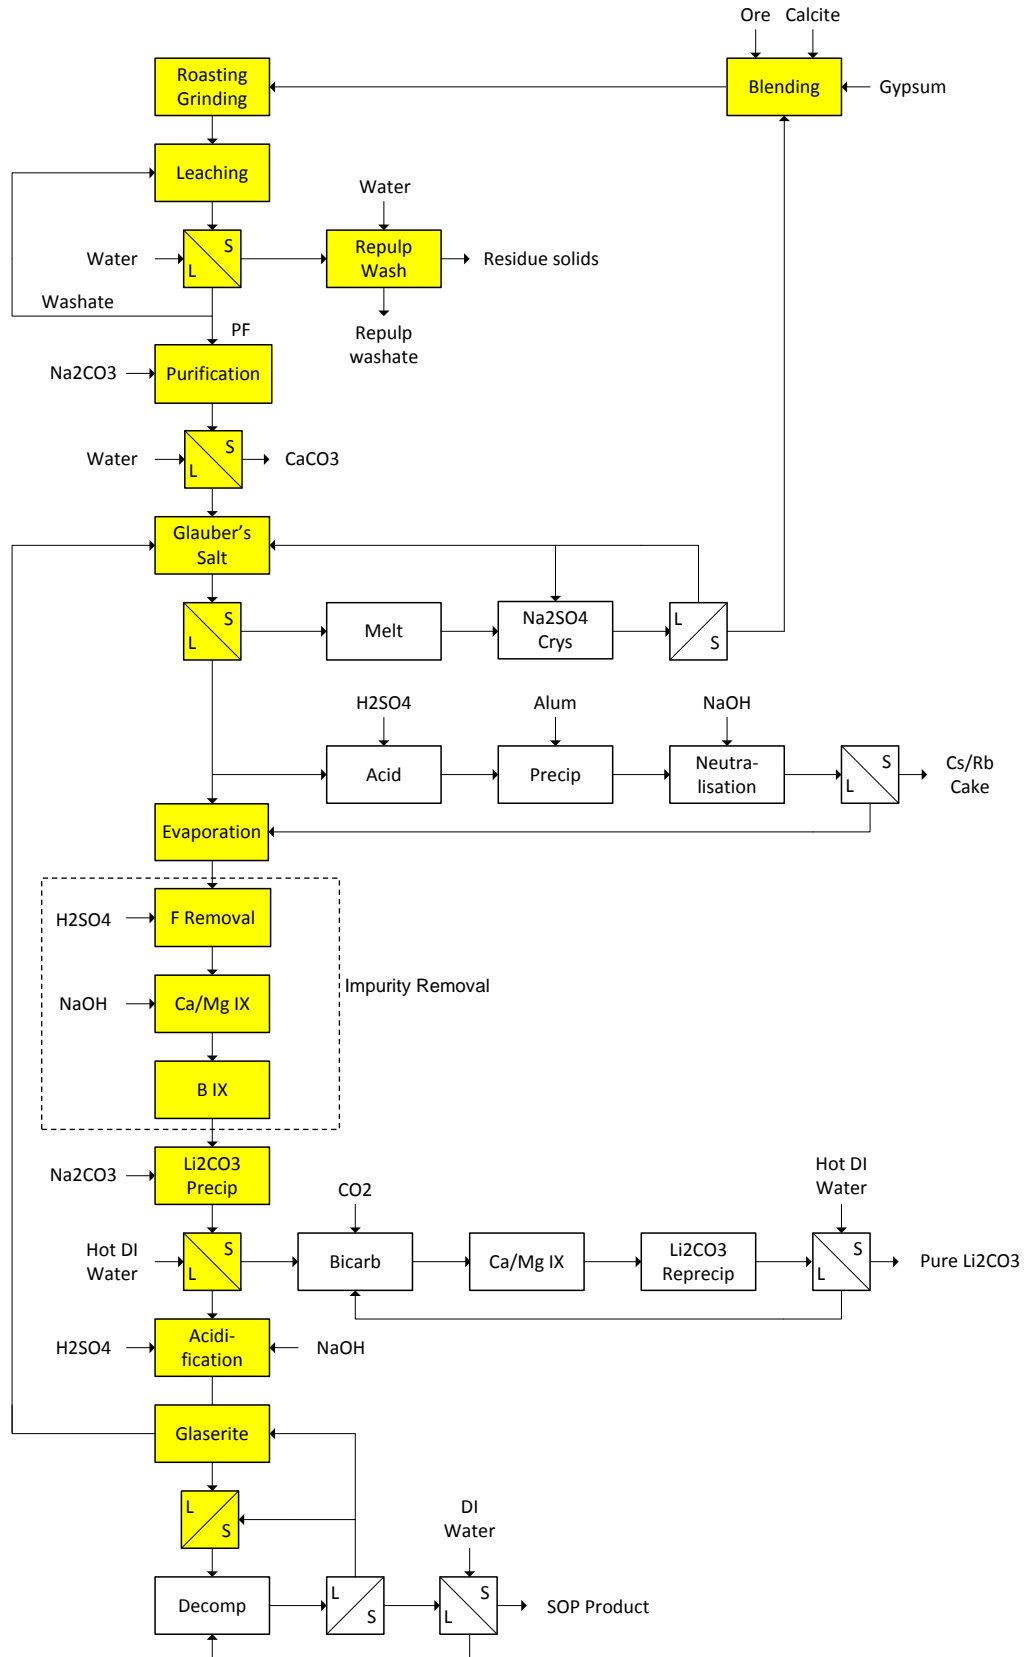 Ore
Calcite
Roasting
Grinding
Blending
Gypsum
Leaching
Water
Water
S
L
Repulp
Wash
Residue solids
Washate
PF
Repulp
washate
Na2CO3
Purification
Water
S
L
CaCO3
Glauber's
Salt
S
L
Melt
Na2SO4
Crys
L
S
H2SO4
Alum
NaOH
Acid
Precip
Neutra-
lisation
S
L
Cs/Rb
Cake
Evaporation
H2SO4
F Removal
Impurity Removal
NaOH
Ca/Mg IX
B IX
Na2CO3
Li2CO3
Precip
CO2
Hot DI
Water
Hot DI
Water
S
L
Bicarb
Ca/Mg IX
Li2CO3
Reprecip
S
L
Pure Li2CO3
H2SO4
Acidi-
fication
NaOH
Glaserite
L
S
DI
Water
Decomp
L
S
S
L
SOP Product